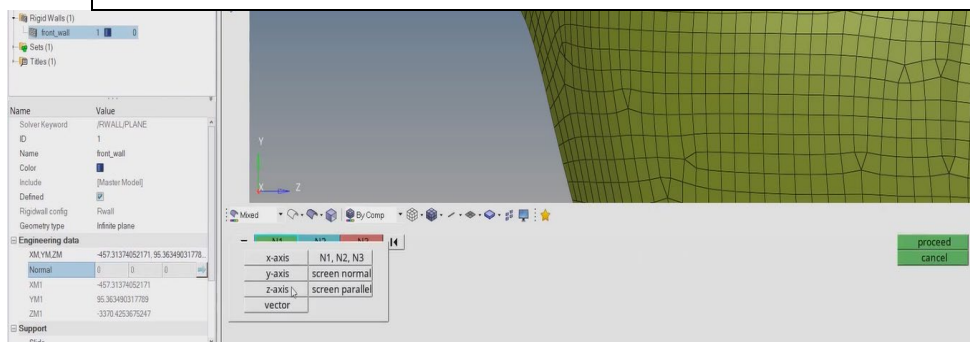 Rigid Walls (1)
front_wall 1 0
Sets (1)
Titles (1)
Name Value
Solver Keyword /RWALL/PLANE
ID 1
Name front_wall
Color
Include [Master Model]
Defined
Rigidwall config Rwall
Geometry type Infinite plane
Engineering data
XM,YM,ZM -457.31374052171, 95.36349031778...
Normal 0 0 0
XM1 -457.31374052171
YM1 95.363490317789
ZM1 -3370.4253675247
Support
Y
X Z
Mixed By Comp
N1 N2 N3
x-axis N1, N2, N3
y-axis screen normal
z-axis screen parallel
vector
proceed
cancel